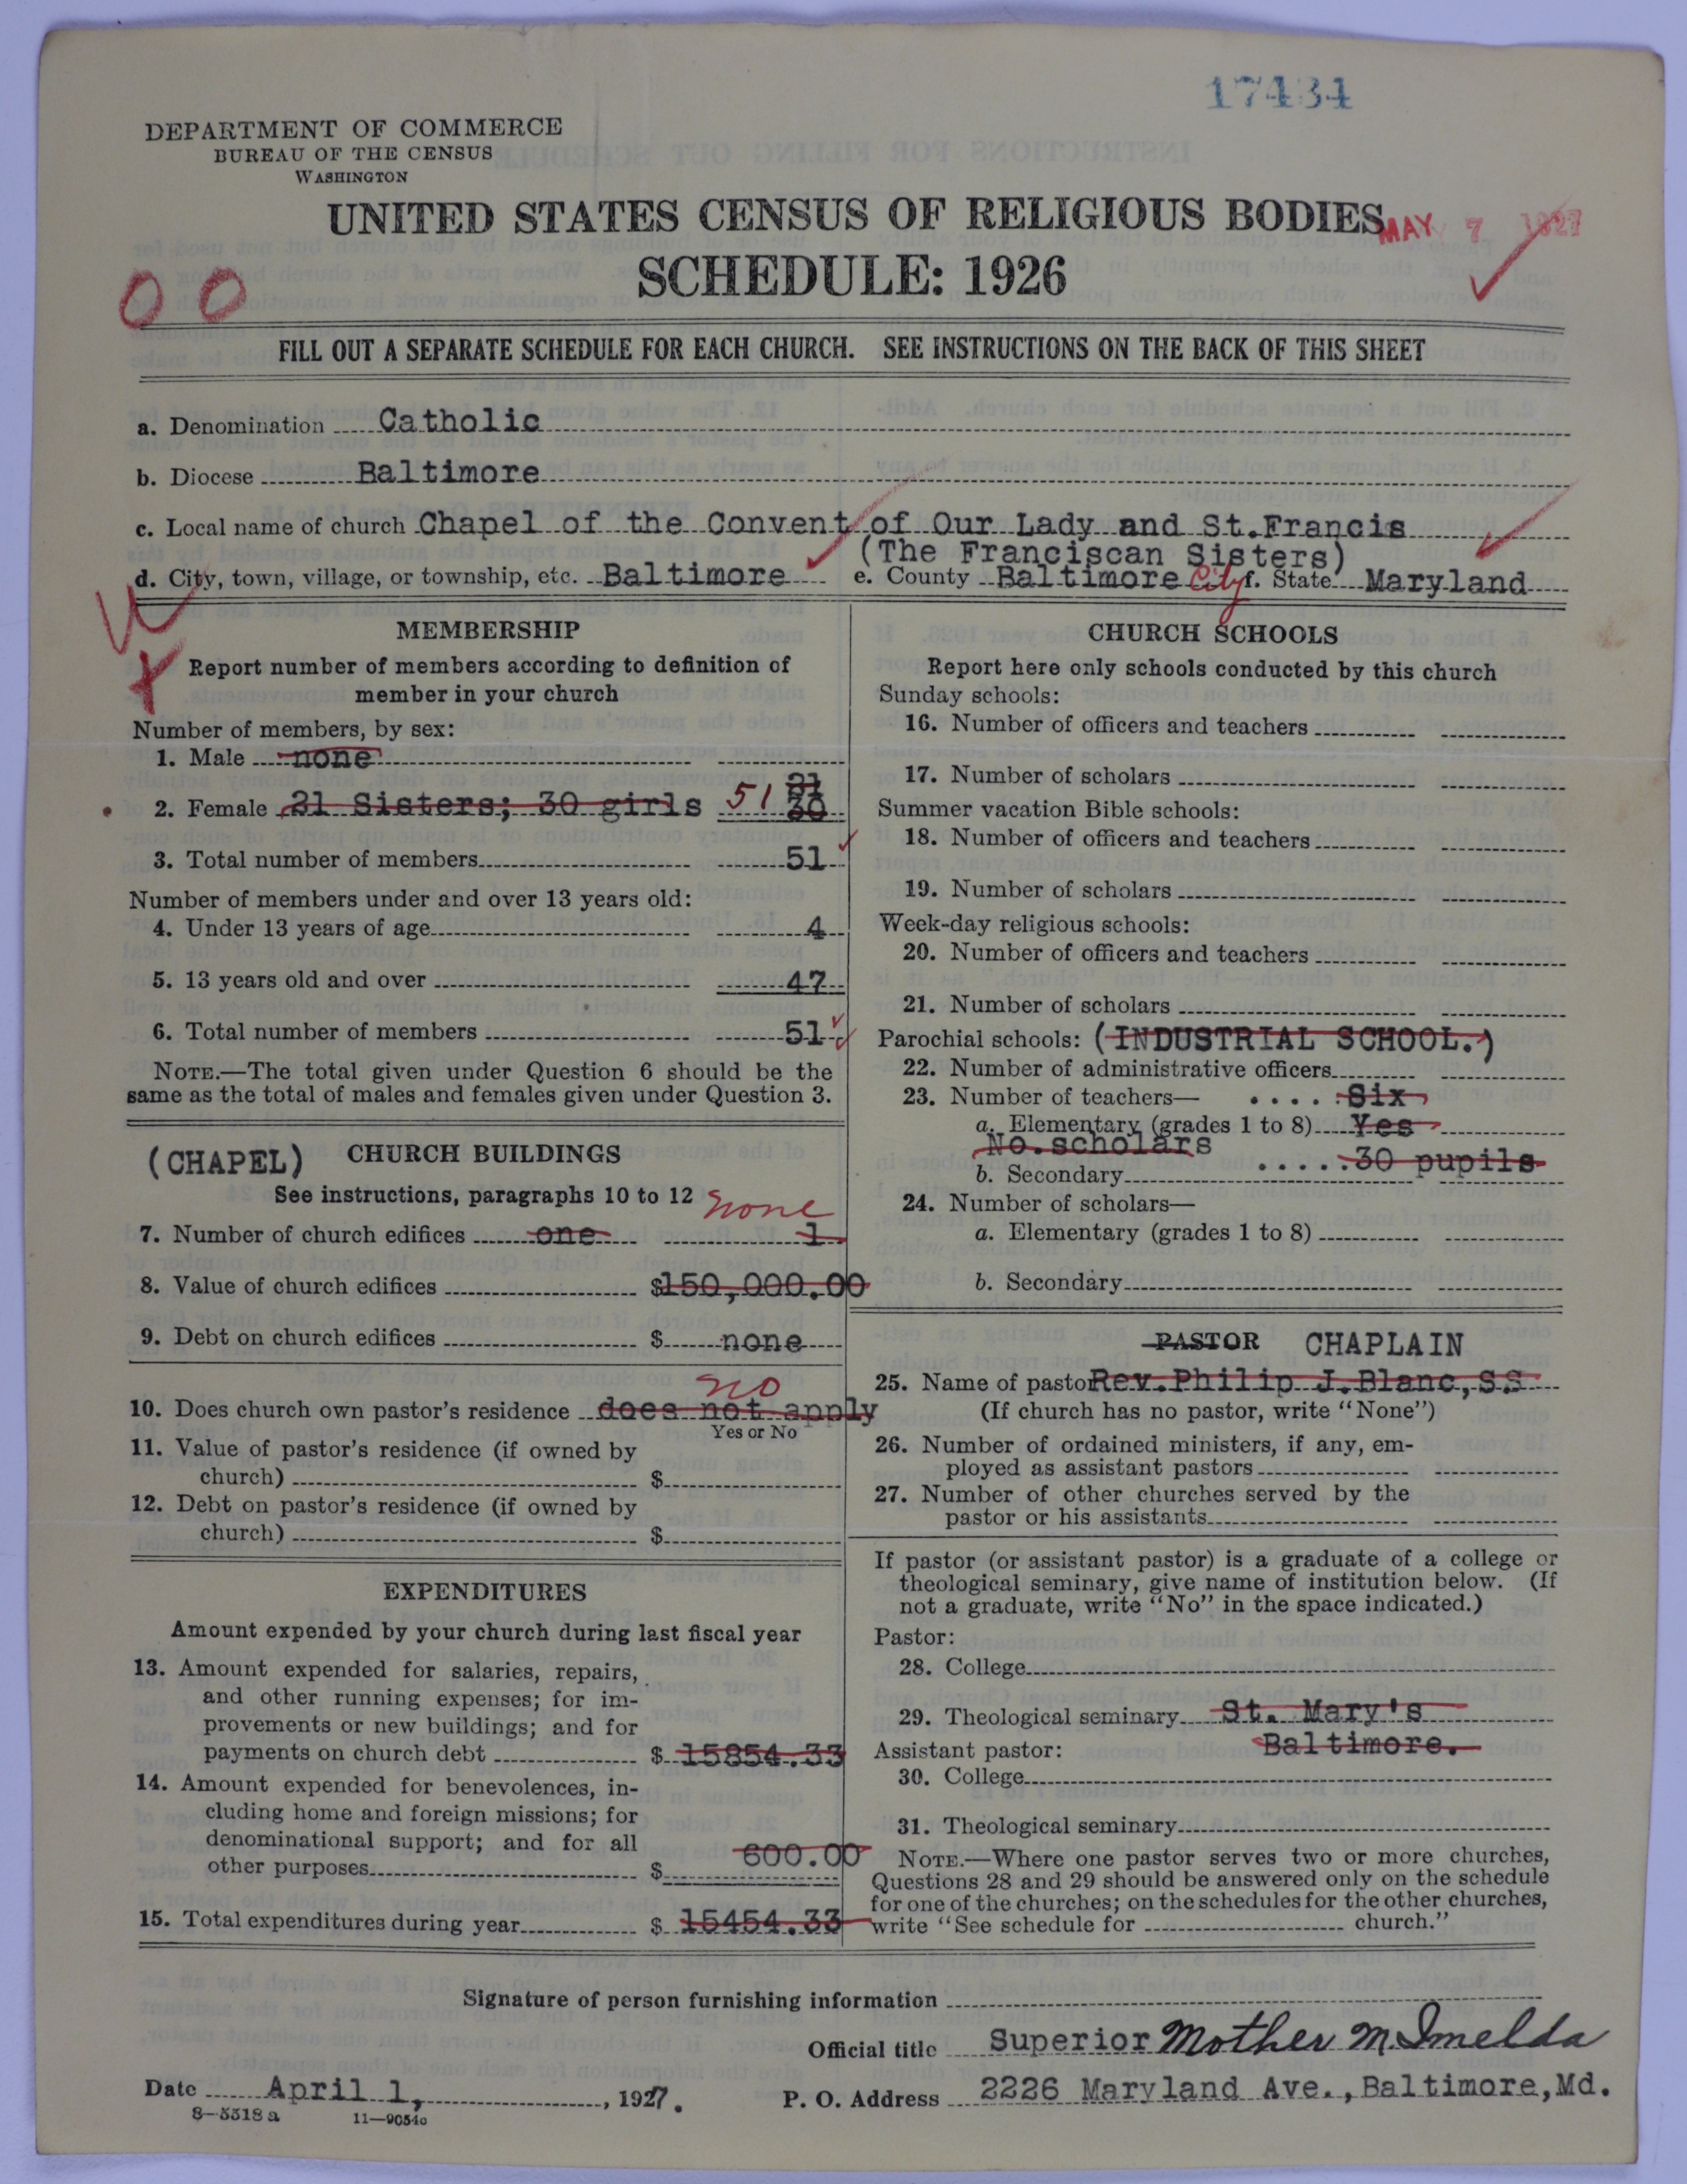 17434
DEPARTMENT OF COMMERCE
BUREAU OF THE CENSUS
WASHINGTON
UNITED STATES CENSUS OF RELIGIOUS BODIES
MAY 7 1927
SCHEDULE: 1926
00
FILL OUT A SEPARATE SCHEDULE FOR EACH CHURCH. SEE INSTRUCTIONS ON THE BACK OF THIS SHEET
a. Denomination Catholic
b. Diocese Baltimore
c. Local name of church Chapel of the Convent of Our Lady and St.Francis
(The Franciscan Sisters)
d. City, town, village, or township, etc. Baltimore e. County Baltimore City f. State Maryland
MEMBERSHIP
Report number of members according to definition of
member in your church
Number of members, by sex:
1. Male none
2. Female 21 Sisters; 30 girls 51 21
30
3. Total number of members 51
Number of members under and over 13 years old:
4. Under 13 years of age 4
5. 13 years old and over 47
6. Total number of members 51
NOTE.—The total given under Question 6 should be the
same as the total of males and females given under Question 3.
(CHAPEL) CHURCH BUILDINGS
See instructions, paragraphs 10 to 12
none
7. Number of church edifices one 1
8. Value of church edifices $150,000.00
9. Debt on church edifices $ none
no
10. Does church own pastor's residence does not apply
Yes or No
11. Value of pastor's residence (if owned by
church) $
12. Debt on pastor's residence (if owned by
church) $
EXPENDITURES
Amount expended by your church during last fiscal year
13. Amount expended for salaries, repairs,
and other running expenses; for im-
provements or new buildings; and for
payments on church debt $ 15854.33
14. Amount expended for benevolences, in-
cluding home and foreign missions; for
denominational support; and for all
other purposes $ 600.00
15. Total expenditures during year $ 15454.33
CHURCH SCHOOLS
Report here only schools conducted by this church
Sunday schools:
16. Number of officers and teachers
17. Number of scholars
Summer vacation Bible schools:
18. Number of officers and teachers
19. Number of scholars
Week-day religious schools:
20. Number of officers and teachers
21. Number of scholars
Parochial schools: (INDUSTRIAL SCHOOL.)
22. Number of administrative officers
23. Number of teachers— ....Six
a. Elementary (grades 1 to 8) Yes
No. scholars .....30 pupils
b. Secondary
24. Number of scholars—
a. Elementary (grades 1 to 8)
b. Secondary
PASTOR CHAPLAIN
25. Name of pastor Rev.Philip J.Blanc,S.S
(If church has no pastor, write "None")
26. Number of ordained ministers, if any, em-
ployed as assistant pastors
27. Number of other churches served by the
pastor or his assistants
If pastor (or assistant pastor) is a graduate of a college or
theological seminary, give name of institution below. (If
not a graduate, write "No" in the space indicated.)
Pastor:
28. College
29. Theological seminary St. Mary's
Baltimore.
Assistant pastor:
30. College
31. Theological seminary
NOTE.—Where one pastor serves two or more churches,
Questions 28 and 29 should be answered only on the schedule
for one of the churches; on the schedules for the other churches,
write "See schedule for church."
Signature of person furnishing information
Official title Superior Mother M. Imelda
Date April 1, 1927. P. O. Address 2226 Maryland Ave.,Baltimore,Md.
8-5318a 11-9054c